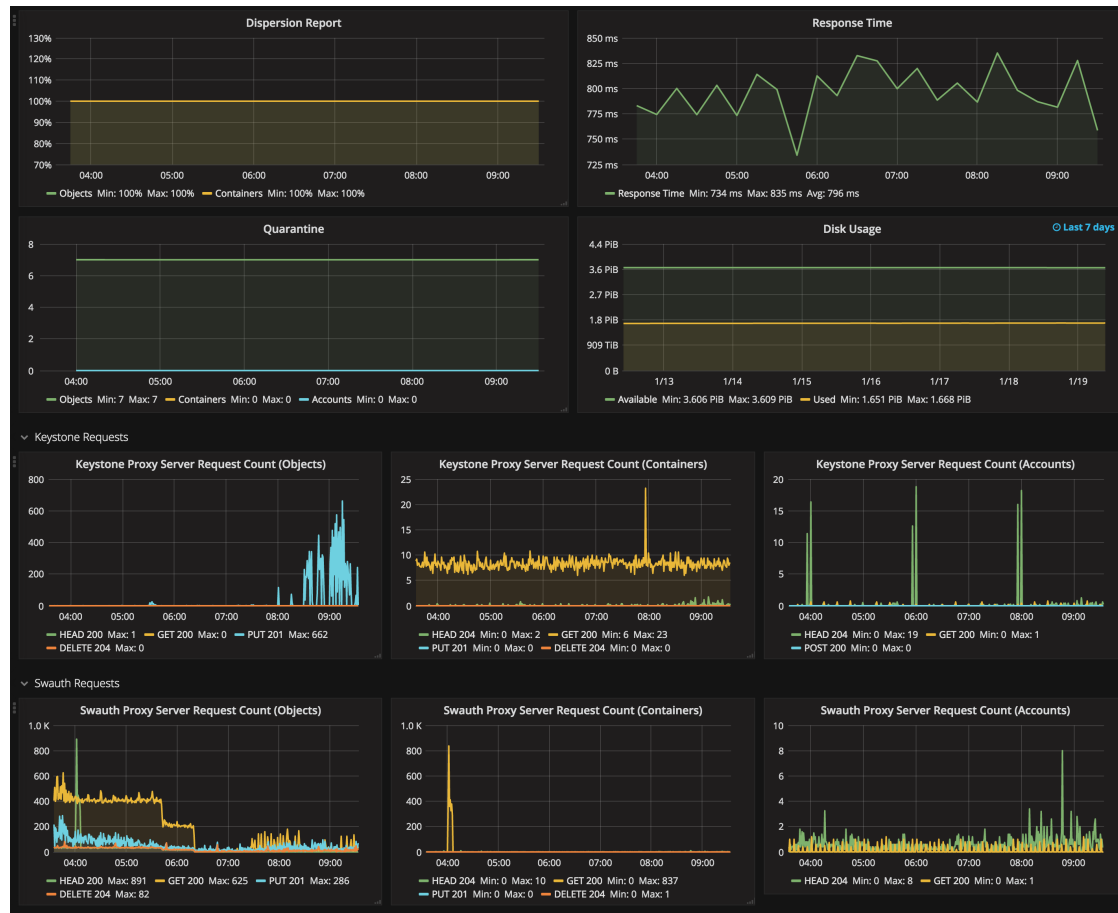 Dispersion Report
130%
120%
110%
100%
90%
80%
70%
04:00 05:00 06:00 07:00 08:00 09:00
Objects Min: 100% Max: 100% Containers Min: 100% Max: 100%
Response Time
850 ms
825 ms
800 ms
775 ms
750 ms
725 ms
04:00 05:00 06:00 07:00 08:00 09:00
Response Time Min: 734 ms Max: 835 ms Avg: 796 ms
Quarantine
8
6
4
2
0
04:00 05:00 06:00 07:00 08:00 09:00
Objects Min: 7 Max: 7 Containers Min: 0 Max: 0 Accounts Min: 0 Max: 0
Disk Usage
Last 7 days
4.4 PiB
3.6 PiB
2.7 PiB
1.8 PiB
909 TiB
0 B
1/13 1/14 1/15 1/16 1/17 1/18 1/19
Available Min: 3.606 PiB Max: 3.609 PiB Used Min: 1.651 PiB Max: 1.668 PiB
Keystone Requests
Keystone Proxy Server Request Count (Objects)
800
600
400
200
0
04:00 05:00 06:00 07:00 08:00 09:00
HEAD 200 Max: 1 GET 200 Max: 0 PUT 201 Max: 662
DELETE 204 Max: 0
Keystone Proxy Server Request Count (Containers)
25
20
15
10
5
0
04:00 05:00 06:00 07:00 08:00 09:00
HEAD 204 Min: 0 Max: 2 GET 200 Min: 6 Max: 23
PUT 201 Min: 0 Max: 0 DELETE 204 Min: 0 Max: 0
Keystone Proxy Server Request Count (Accounts)
20
15
10
5
0
04:00 05:00 06:00 07:00 08:00 09:00
HEAD 204 Min: 0 Max: 19 GET 200 Min: 0 Max: 1
POST 200 Min: 0 Max: 0
Swauth Requests
Swauth Proxy Server Request Count (Objects)
1.0 K
800
600
400
200
0
04:00 05:00 06:00 07:00 08:00 09:00
HEAD 200 Max: 891 GET 200 Max: 625 PUT 201 Max: 286
DELETE 204 Max: 82
Swauth Proxy Server Request Count (Containers)
1.0 K
800
600
400
200
0
04:00 05:00 06:00 07:00 08:00 09:00
HEAD 204 Min: 0 Max: 10 GET 200 Min: 0 Max: 837
PUT 201 Min: 0 Max: 0 DELETE 204 Min: 0 Max: 1
Swauth Proxy Server Request Count (Accounts)
10
8
6
4
2
0
04:00 05:00 06:00 07:00 08:00 09:00
HEAD 204 Min: 0 Max: 8 GET 200 Min: 0 Max: 1